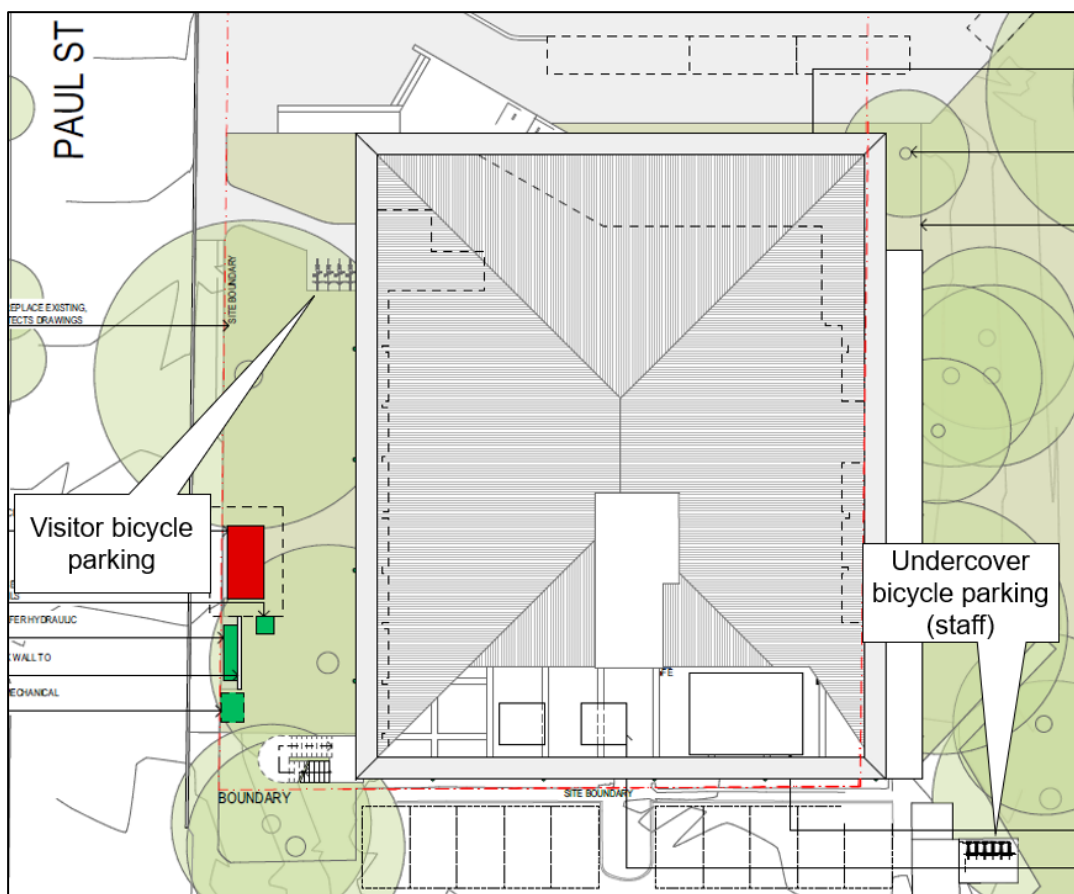 PAUL ST
SITE BOUNDARY
EPLACE EXISTING,
TECTS DRAWINGS
Visitor bicycle
parking
FER HYDRAULIC
K WALL TO
MECHANICAL
Undercover
bicycle parking
(staff)
FE
BOUNDARY
SITE BOUNDARY